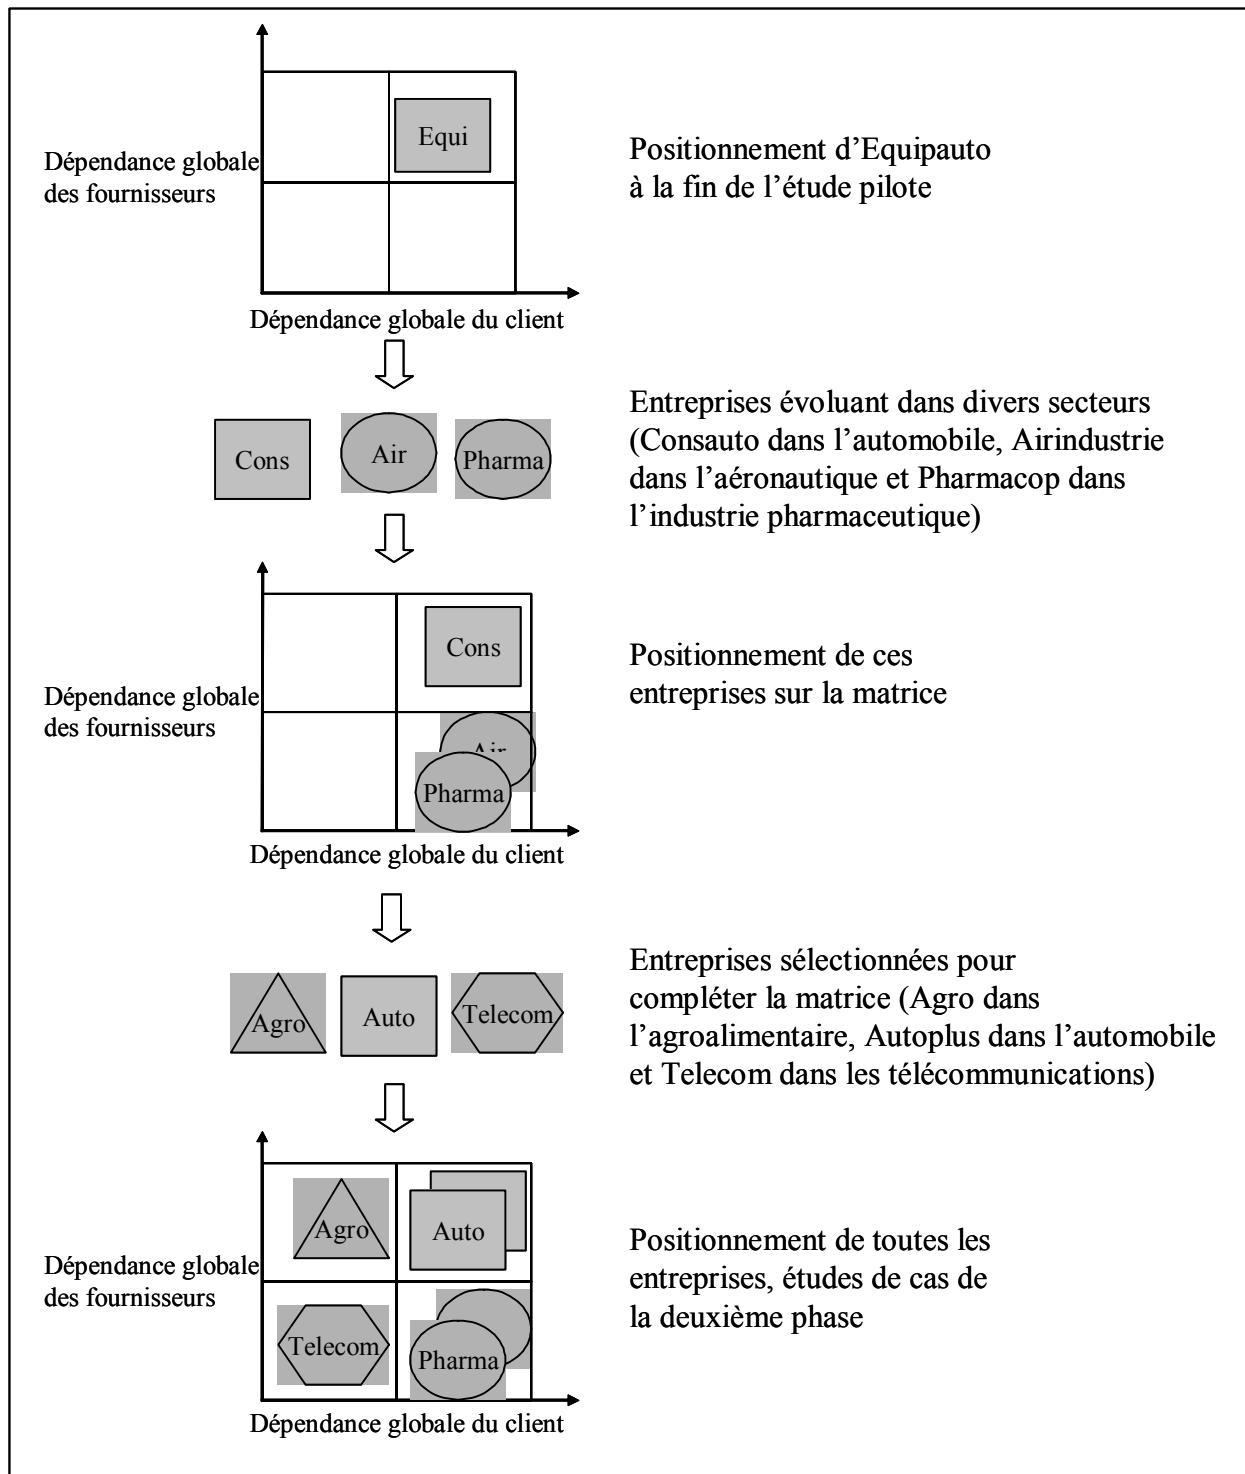 Equi
Dépendance globale
des fournisseurs
Positionnement d’Equipauto
à la fin de l’étude pilote
Dépendance globale du client
Cons
Air
Pharma
Entreprises évoluant dans divers secteurs
(Consauto dans l’automobile, Airindustrie
dans l’aéronautique et Pharmacop dans
l’industrie pharmaceutique)
Cons
Dépendance globale
des fournisseurs
Air
Pharma
Positionnement de ces
entreprises sur la matrice
Dépendance globale du client
Agro
Auto
Telecom
Entreprises sélectionnées pour
compléter la matrice (Agro dans
l’agroalimentaire, Autoplus dans l’automobile
et Telecom dans les télécommunications)
Agro
Auto
Dépendance globale
des fournisseurs
Telecom
Pharma
Positionnement de toutes les
entreprises, études de cas de
la deuxième phase
Dépendance globale du client